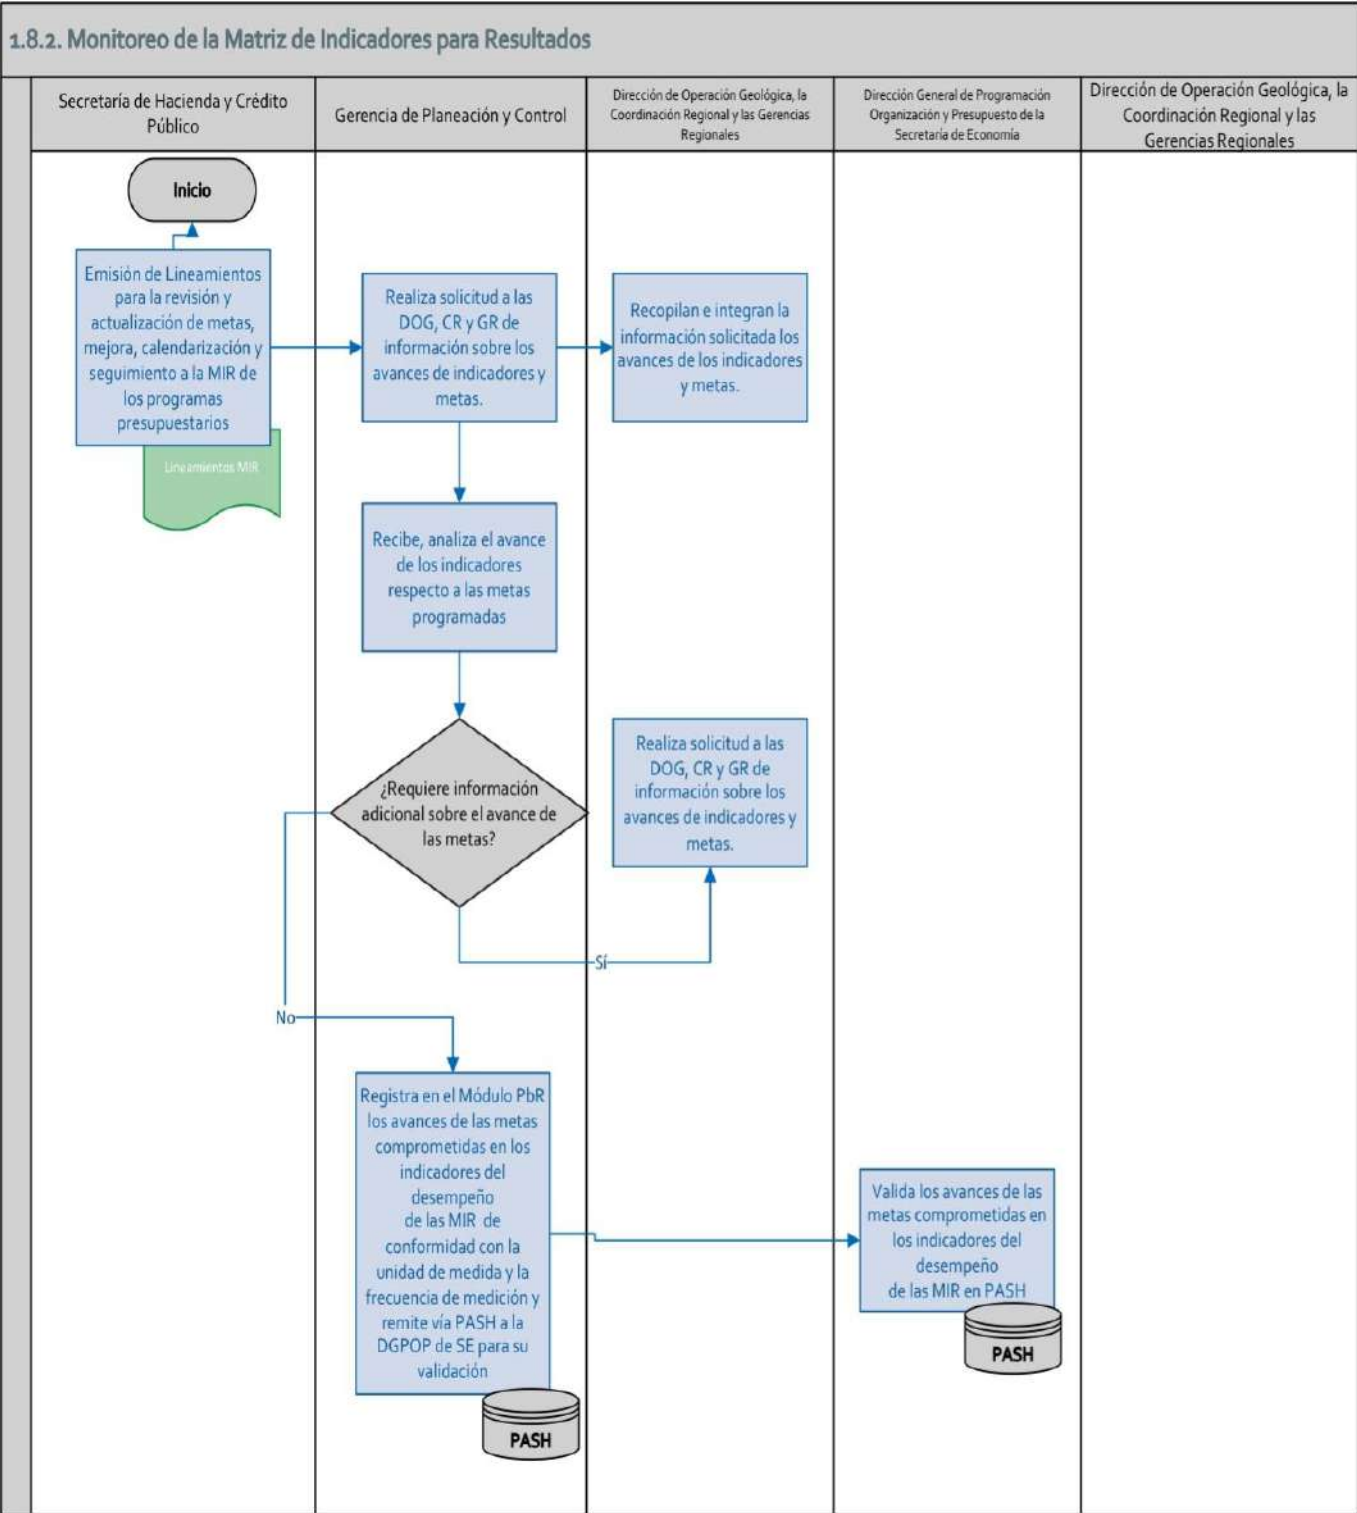 1.8.2. Monitoreo de la Matriz de Indicadores para Resultados
Secretaría de Hacienda y Crédito
Público
Gerencia de Planeación y Control
Dirección de Operación Geológica, la
Coordinación Regional y las Gerencias
Regionales
Dirección General de Programación
Organización y Presupuesto de la
Secretaría de Economía
Dirección de Operación Geológica, la
Coordinación Regional y las
Gerencias Regionales
Inicio
Emisión de Lineamientos
para la revisión y
actualización de metas,
mejora, calendarización y
seguimiento a la MIR de
los programas
presupuestarios
Lineamientos MIR
Realiza solicitud a las
DOG, CR y GR de
información sobre los
avances de indicadores y
metas.
Recopilan e integran la
información solicitada los
avances de los indicadores
y metas.
Recibe, analiza el avance
de los indicadores
respecto a las metas
programadas
¿Requiere información
adicional sobre el avance de
las metas?
Realiza solicitud a las
DOG, CR y GR de
información sobre los
avances de indicadores y
metas.
Sí
No
Registra en el Módulo PbR
los avances de las metas
comprometidas en los
indicadores del
desempeño
de las MIR de
conformidad con la
unidad de medida y la
frecuencia de medición y
remite vía PASH a la
DGPOP de SE para su
validación
PASH
Valida los avances de las
metas comprometidas en
los indicadores del
desempeño
de las MIR en PASH
PASH